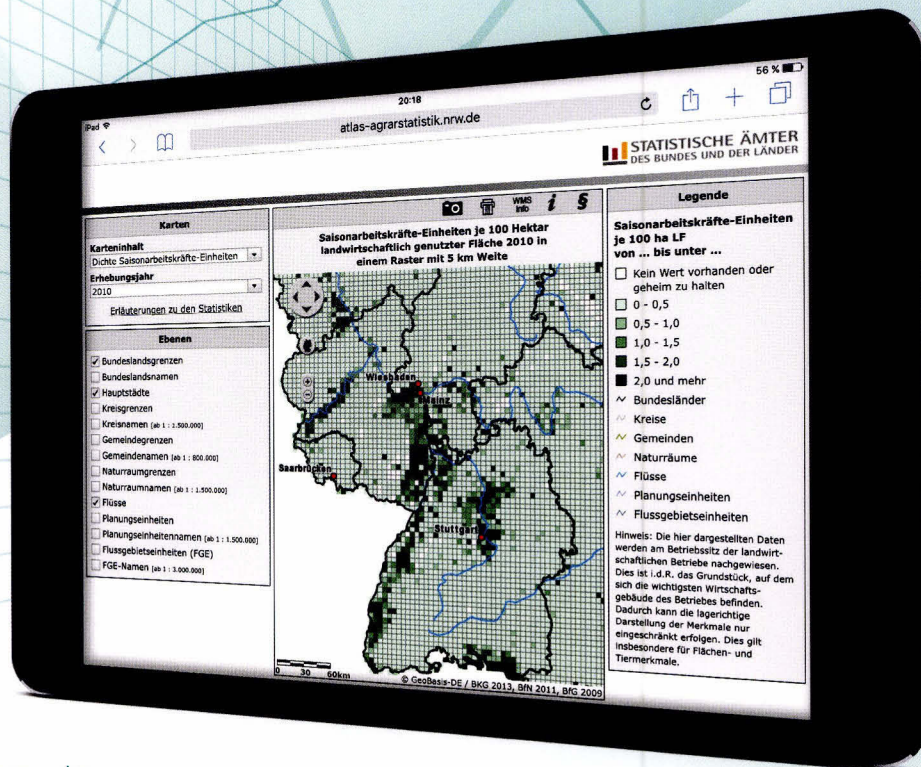 iPad
20:18
56 %
atlas-agrarstatistik.nrw.de
STATISTISCHE ÄMTER
DES BUNDES UND DER LÄNDER
Karten
Karteninhalt
Dichte Saisonarbeitskräfte-Einheiten
Erhebungsjahr
2010
Erläuterungen zu den Statistiken
Ebenen
Bundeslandsgrenzen
Bundeslandsnamen
Hauptstädte
Kreisgrenzen
Kreisnamen [ab 1 : 2.500.000]
Gemeindegrenzen
Gemeindenamen [ab 1 : 800.000]
Naturraumgrenzen
Naturraumnamen [ab 1 : 1.500.000]
Flüsse
Planungseinheiten
Planungseinheitennamen [ab 1 : 1.500.000]
Flussgebietseinheiten (FGE)
FGE-Namen [ab 1 : 3.000.000]
WMS
Info
i
§
Saisonarbeitskräfte-Einheiten je 100 Hektar
landwirtschaftlich genutzter Fläche 2010 in
einem Raster mit 5 km Weite
Wiesbaden
Mainz
Saarbrücken
Stuttgart
0 30 60km
© GeoBasis-DE / BKG 2013, BfN 2011, BfG 2009
Legende
Saisonarbeitskräfte-Einheiten
je 100 ha LF
von ... bis unter ...
Kein Wert vorhanden oder
geheim zu halten
0 - 0,5
0,5 - 1,0
1,0 - 1,5
1,5 - 2,0
2,0 und mehr
Bundesländer
Kreise
Gemeinden
Naturräume
Flüsse
Planungseinheiten
Flussgebietseinheiten
Hinweis: Die hier dargestellten Daten
werden am Betriebssitz der landwirt-
schaftlichen Betriebe nachgewiesen.
Dies ist i.d.R. das Grundstück, auf dem
sich die wichtigsten Wirtschafts-
gebäude des Betriebes befinden.
Dadurch kann die lagerichtige
Darstellung der Merkmale nur
eingeschränkt erfolgen. Dies gilt
insbesondere für Flächen- und
Tiermerkmale.